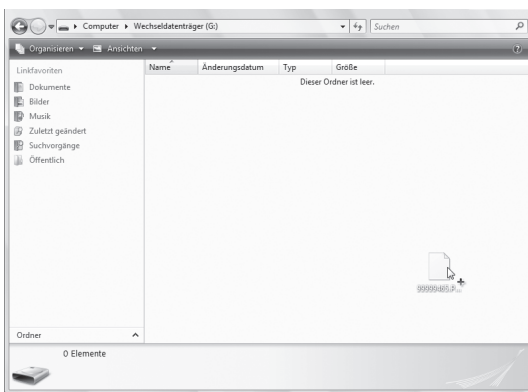 Computer ▸ Wechseldatenträger (G:)
Suchen
Organisieren
Ansichten
Linkfavoriten
Dokumente
Bilder
Musik
Zuletzt geändert
Suchvorgänge
Öffentlich
Ordner
Name Änderungsdatum Typ Größe
Dieser Ordner ist leer.
0 Elemente